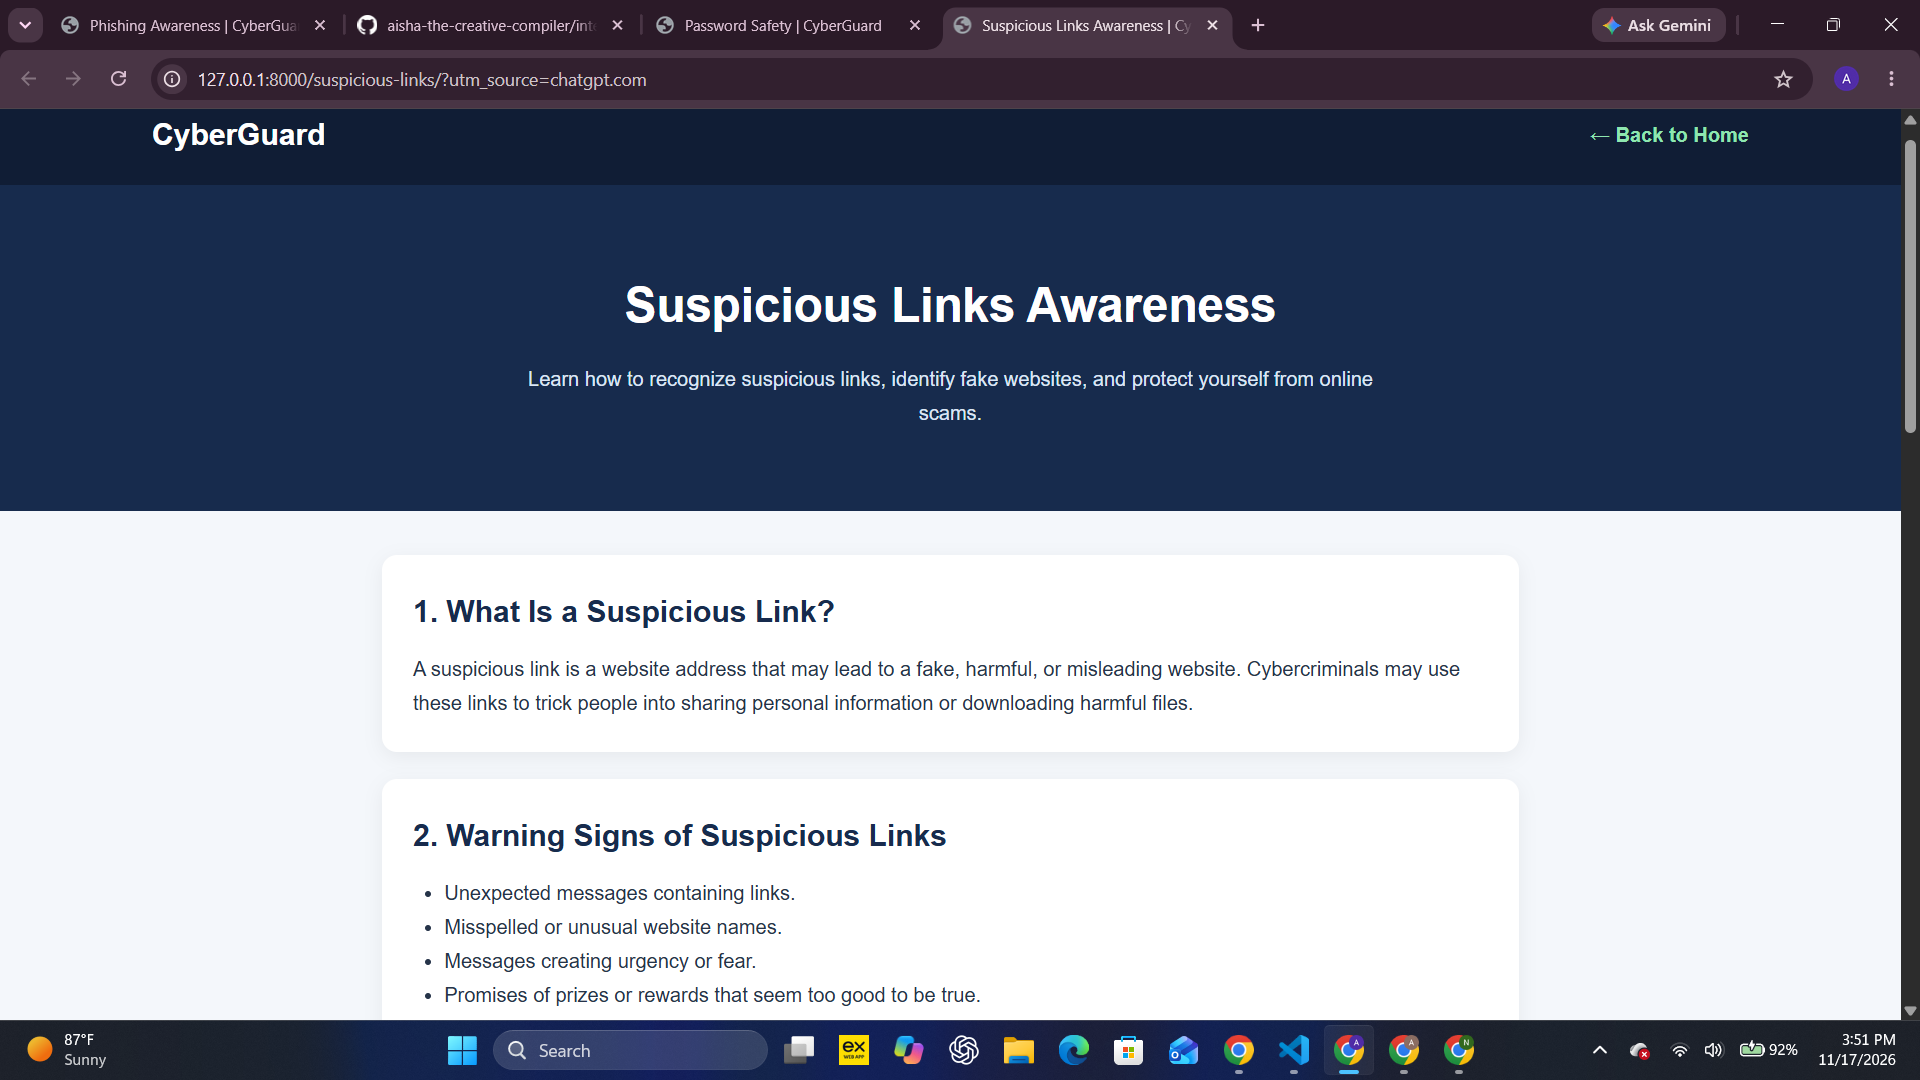 Phishing Awareness | CyberGua
aisha-the-creative-compiler/int
Password Safety | CyberGuard
Suspicious Links Awareness | Cy
Ask Gemini
127.0.0.1:8000/suspicious-links/?utm_source=chatgpt.com
A
CyberGuard
← Back to Home
Suspicious Links Awareness
Learn how to recognize suspicious links, identify fake websites, and protect yourself from online
scams.
1. What Is a Suspicious Link?
A suspicious link is a website address that may lead to a fake, harmful, or misleading website. Cybercriminals may use
these links to trick people into sharing personal information or downloading harmful files.
2. Warning Signs of Suspicious Links
• Unexpected messages containing links.
• Misspelled or unusual website names.
• Messages creating urgency or fear.
• Promises of prizes or rewards that seem too good to be true.
87°F
Sunny
Search
ex
WEB APP
A
A
N
92%
3:51 PM
11/17/2026